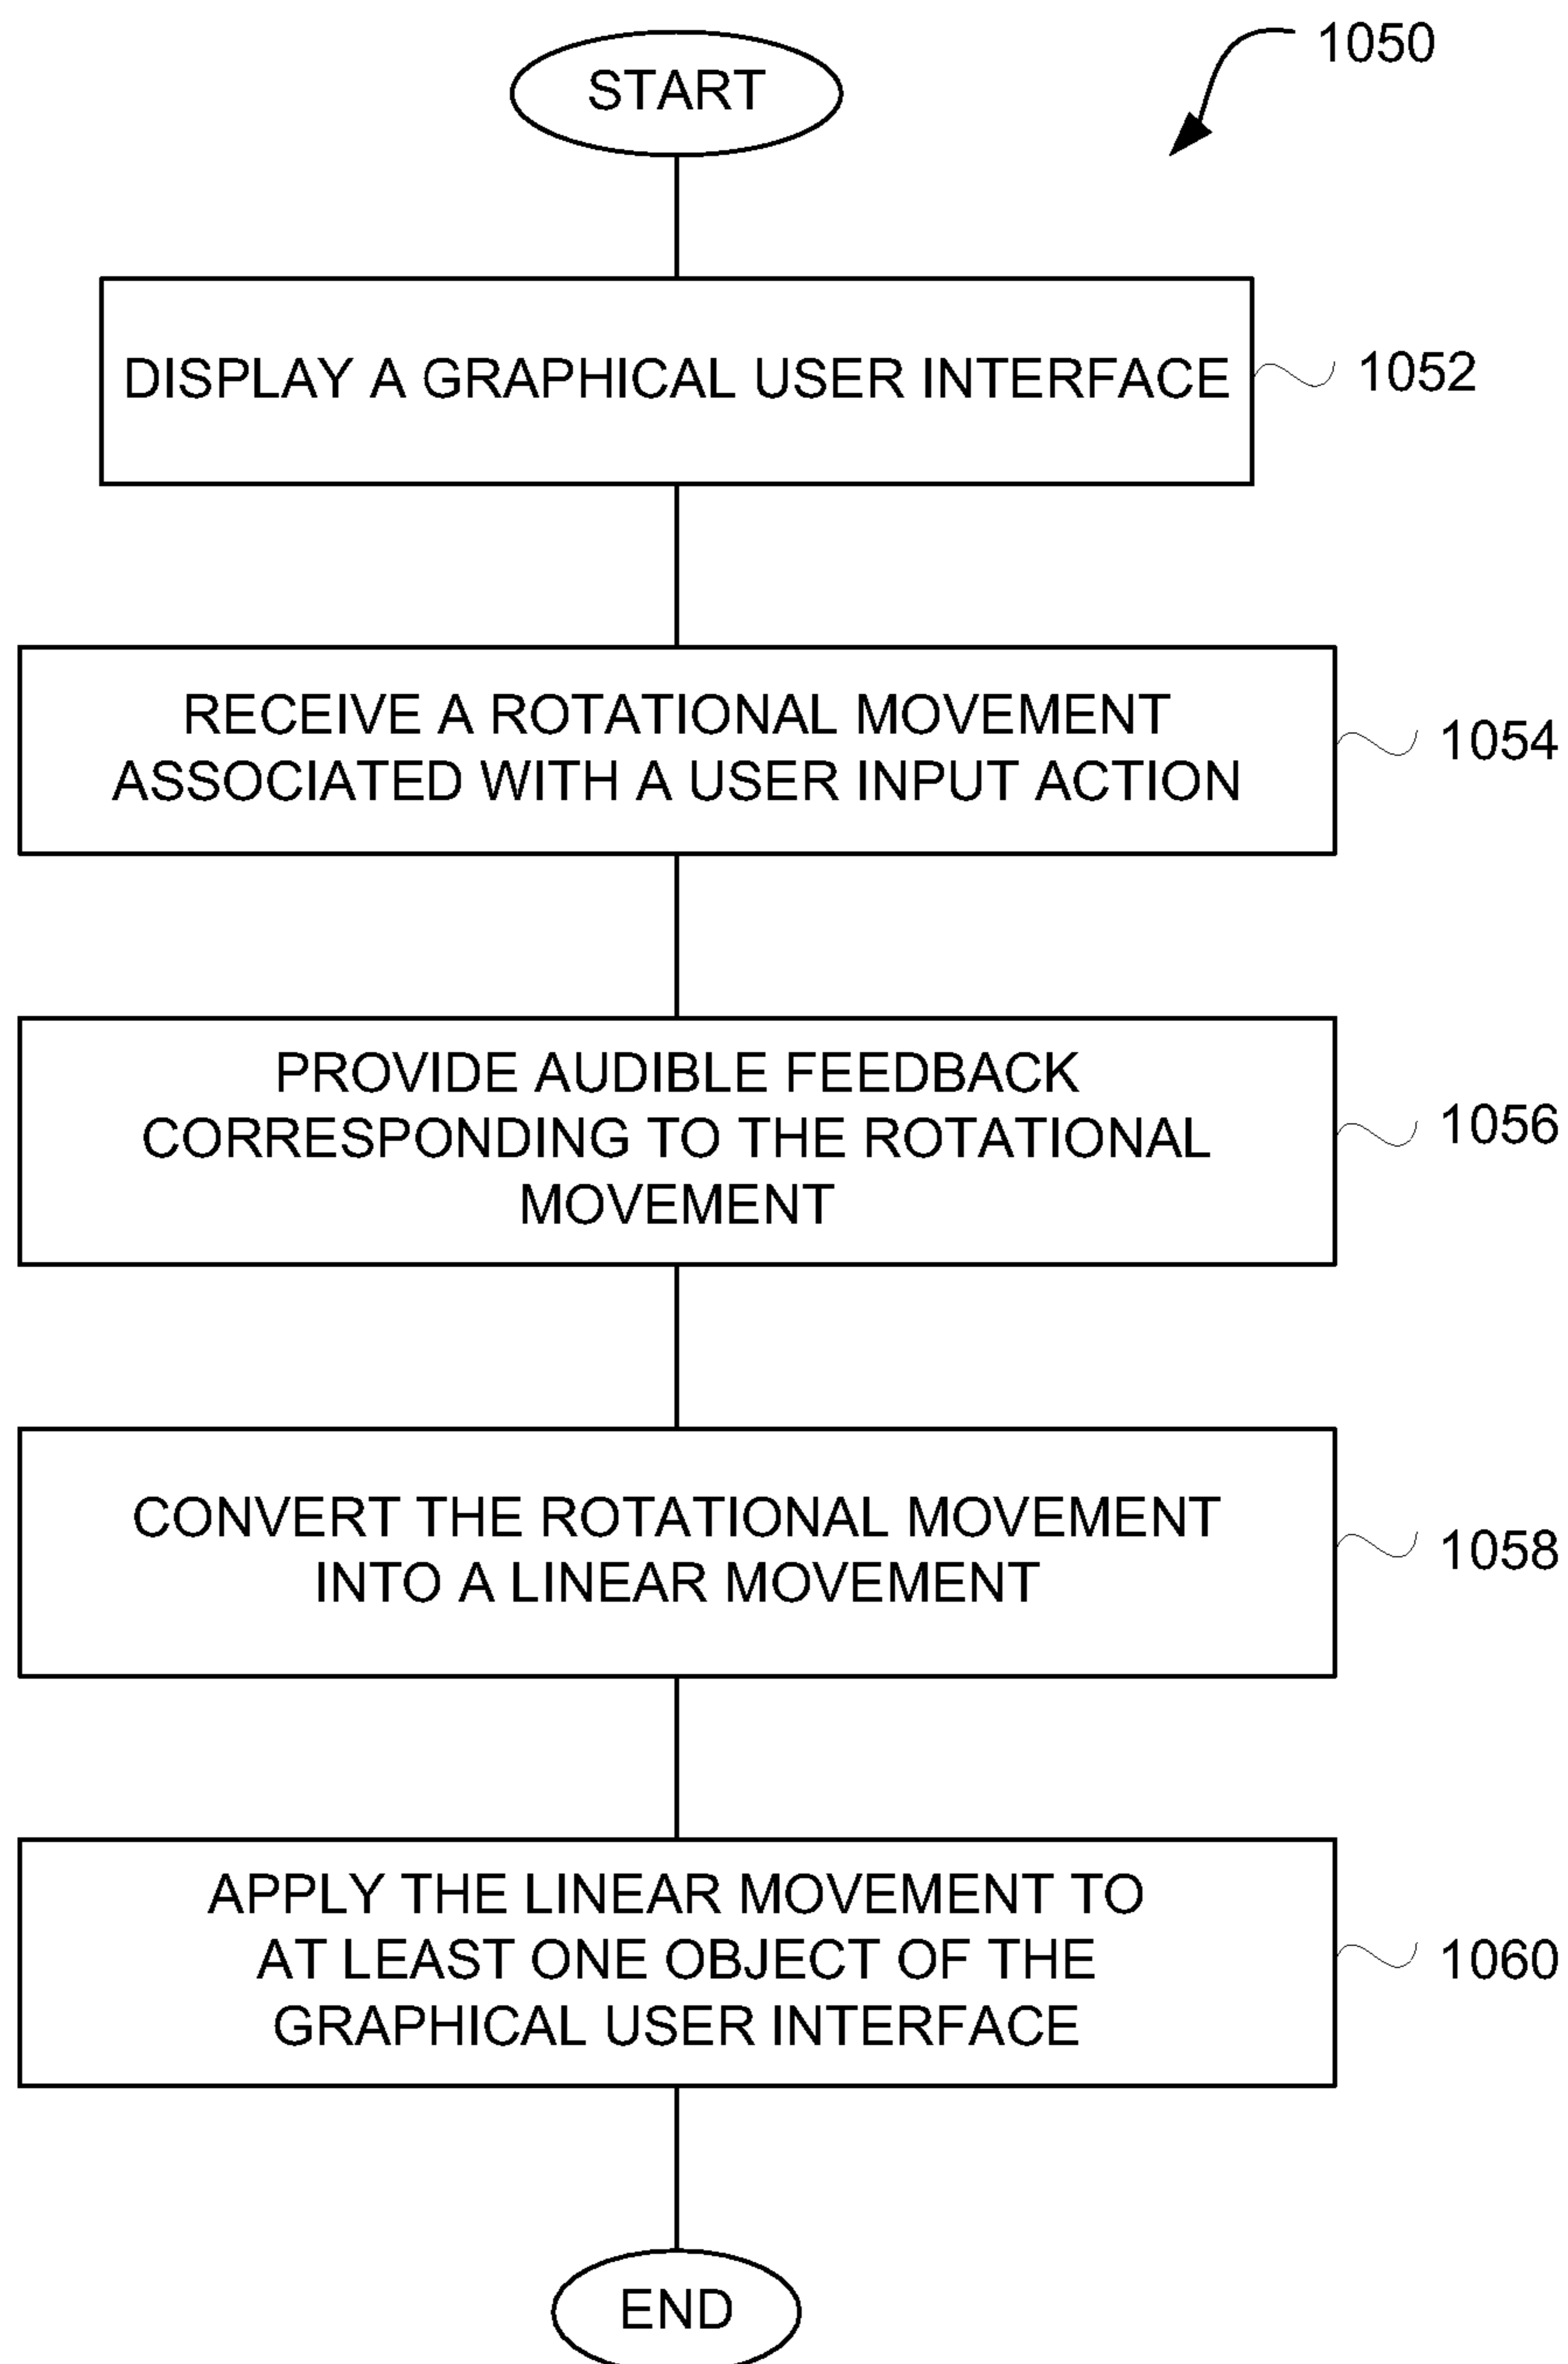 START
1050
DISPLAY A GRAPHICAL USER INTERFACE
1052
RECEIVE A ROTATIONAL MOVEMENT
ASSOCIATED WITH A USER INPUT ACTION
1054
PROVIDE AUDIBLE FEEDBACK
CORRESPONDING TO THE ROTATIONAL
MOVEMENT
1056
CONVERT THE ROTATIONAL MOVEMENT
INTO A LINEAR MOVEMENT
1058
APPLY THE LINEAR MOVEMENT TO
AT LEAST ONE OBJECT OF THE
GRAPHICAL USER INTERFACE
1060
END